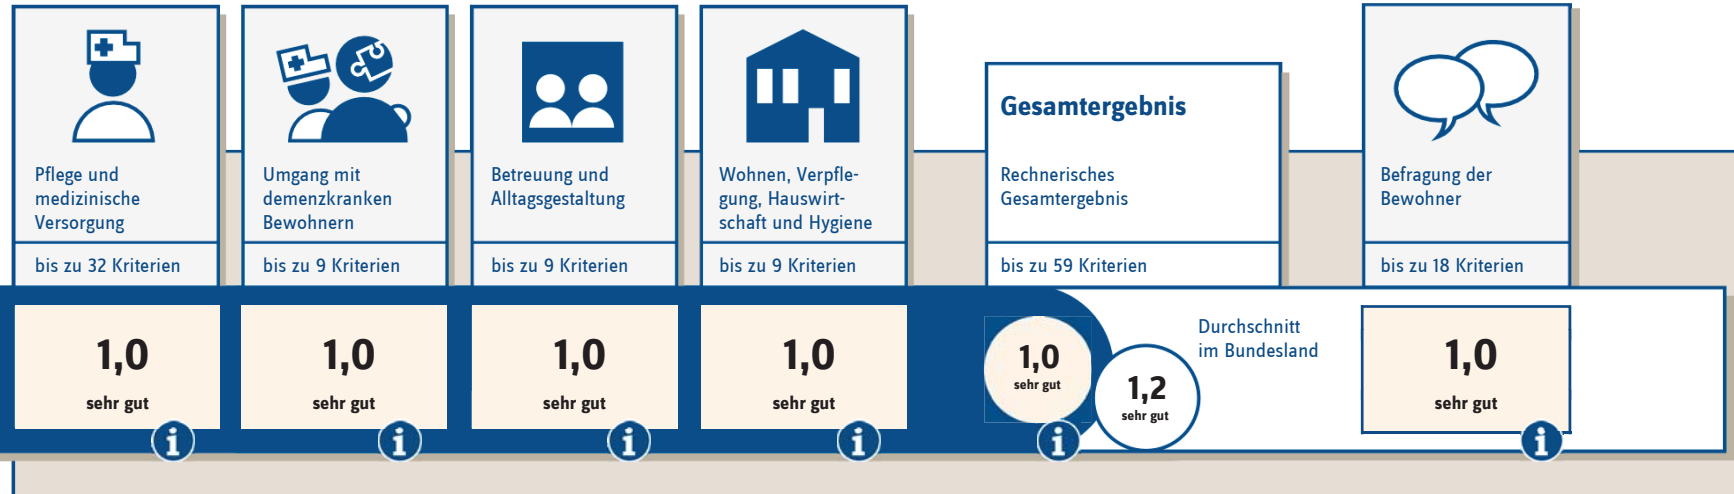 Pflege und
medizinische
Versorgung
bis zu 32 Kriterien
1,0
sehr gut
i
Umgang mit
demenzkranken
Bewohnern
bis zu 9 Kriterien
1,0
sehr gut
i
Betreuung und
Alltagsgestaltung
bis zu 9 Kriterien
1,0
sehr gut
i
Wohnen, Verpfle-
gung, Hauswirt-
schaft und Hygiene
bis zu 9 Kriterien
1,0
sehr gut
i
Gesamtergebnis
Rechnerisches
Gesamtergebnis
bis zu 59 Kriterien
1,0
sehr gut
i
Durchschnitt
im Bundesland
1,2
sehr gut
Befragung der
Bewohner
bis zu 18 Kriterien
1,0
sehr gut
i